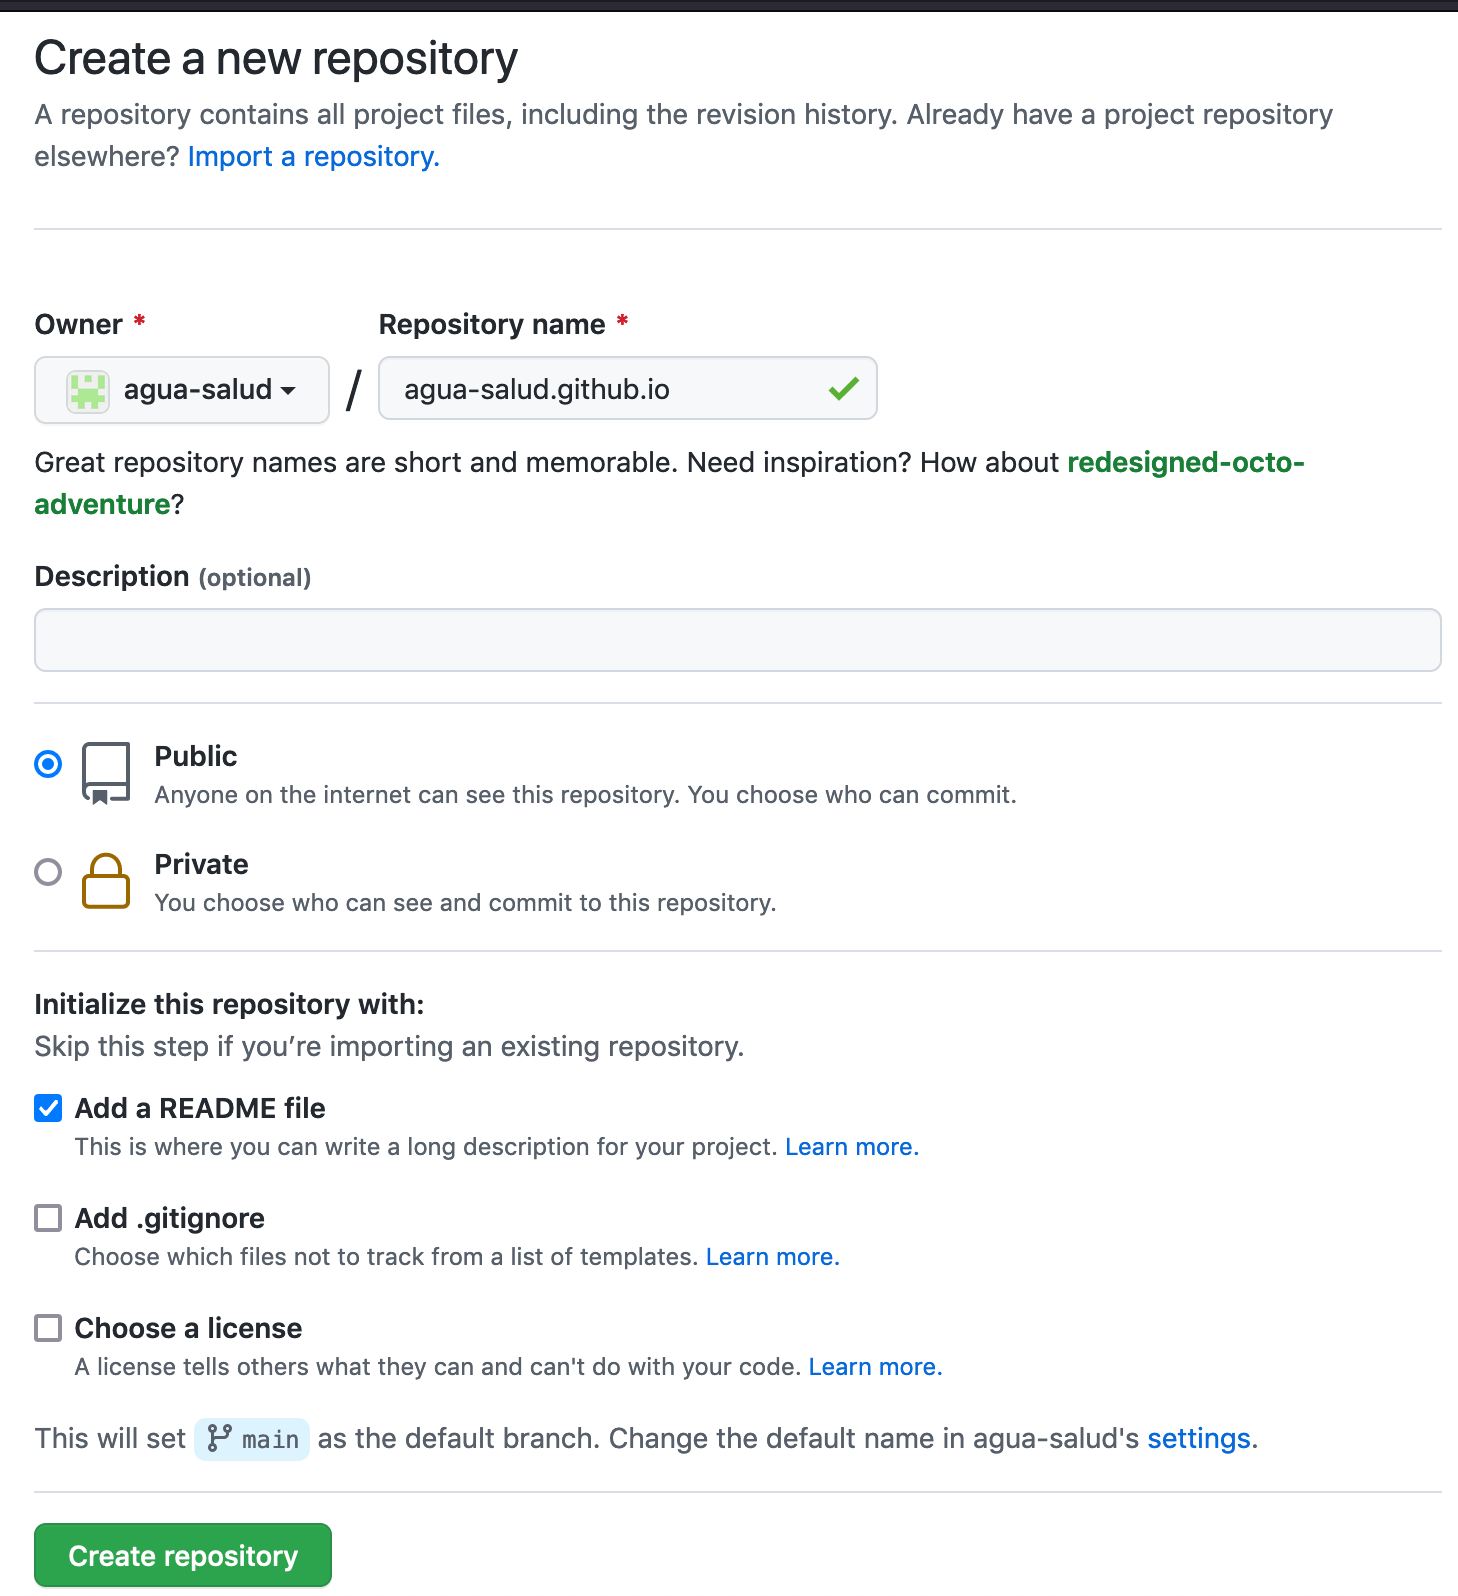 Create a new repository
A repository contains all project files, including the revision history. Already have a project repository
elsewhere? Import a repository.
Owner * Repository name *
agua-salud / agua-salud.github.io
Great repository names are short and memorable. Need inspiration? How about redesigned-octo-
adventure?
Description (optional)
Public
Anyone on the internet can see this repository. You choose who can commit.
Private
You choose who can see and commit to this repository.
Initialize this repository with:
Skip this step if you’re importing an existing repository.
Add a README file
This is where you can write a long description for your project. Learn more.
Add .gitignore
Choose which files not to track from a list of templates. Learn more.
Choose a license
A license tells others what they can and can't do with your code. Learn more.
This will set main as the default branch. Change the default name in agua-salud's settings.
Create repository